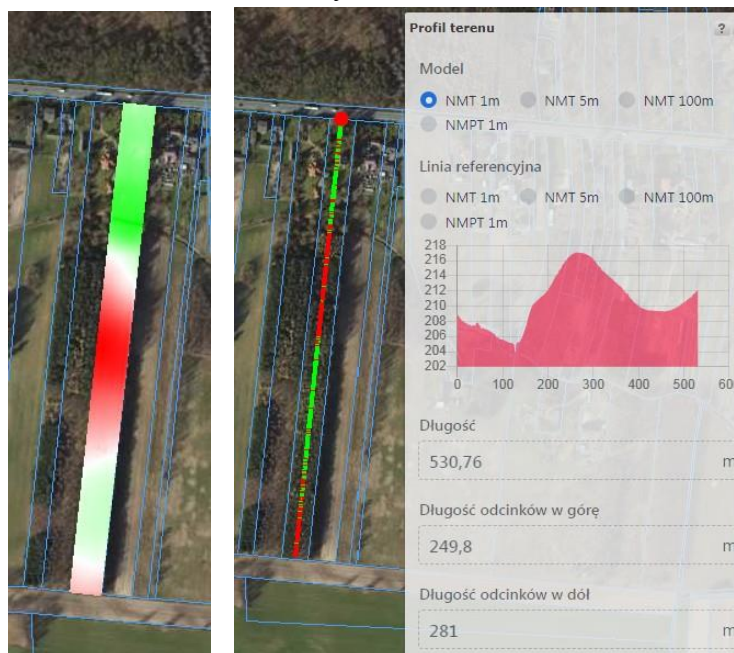 Profil terenu ?
Model
NMT 1m NMT 5m NMT 100m
NMPT 1m
Linia referencyjna
NMT 1m NMT 5m NMT 100m
NMPT 1m
218
216
214
212
210
208
206
204
202
0 100 200 300 400 500 600
Długość
530,76 m
Długość odcinków w górę
249,8 m
Długość odcinków w dół
281 m